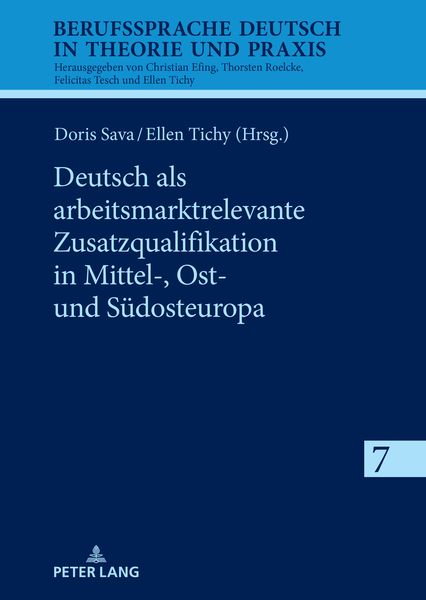 BERUFSSPRACHE DEUTSCH
IN THEORIE UND PRAXIS
Herausgegeben von Christian Efing, Thorsten Roelcke,
Felicitas Tesch und Ellen Tichy
Doris Sava / Ellen Tichy (Hrsg.)
Deutsch als
arbeitsmarktrelevante
Zusatzqualifikation
in Mittel-, Ost-
und Südosteuropa
7
PETER LANG